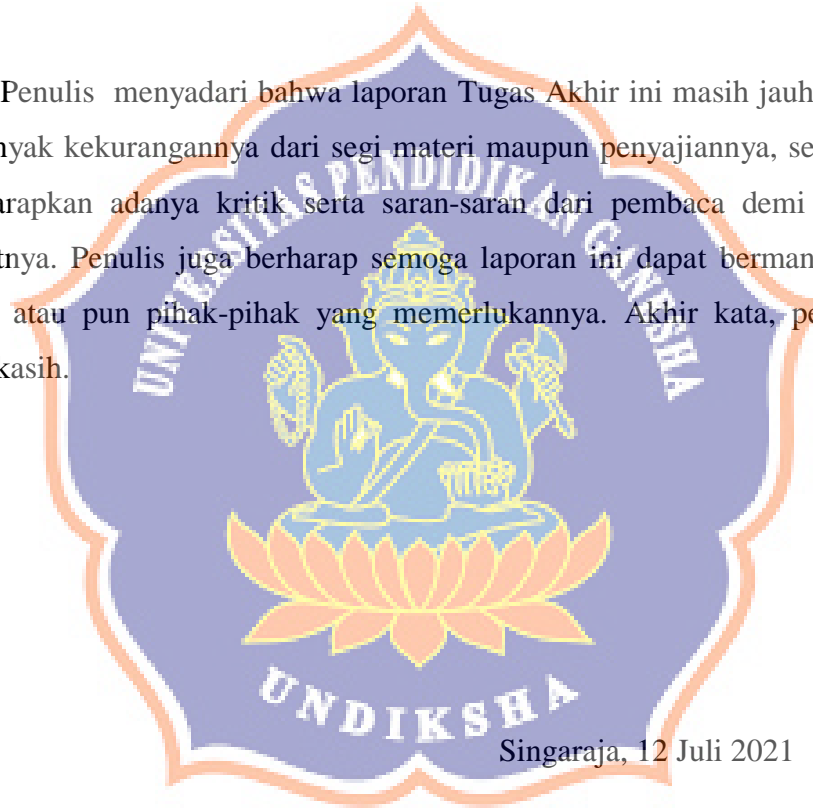 Penulis menyadari bahwa laporan Tugas Akhir ini masih jauh
nyak kekurangannya dari segi materi maupun penyajiannya, se
arapkan adanya kritik serta saran-saran dari pembaca demi
tnya. Penulis juga berharap semoga laporan ini dapat berman
atau pun pihak-pihak yang memerlukannya. Akhir kata, pe
kasih.
UNIVERSITAS PENDIDIKAN GANESHA
UNDIKSHA
Singaraja, 12 Juli 2021